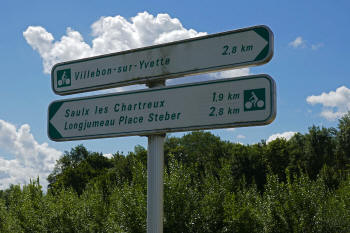 Villebon-sur-Yvette 2,8 km
Saulx les Chartreux 1,9 km
Longjumeau Place Steber 2,8 km